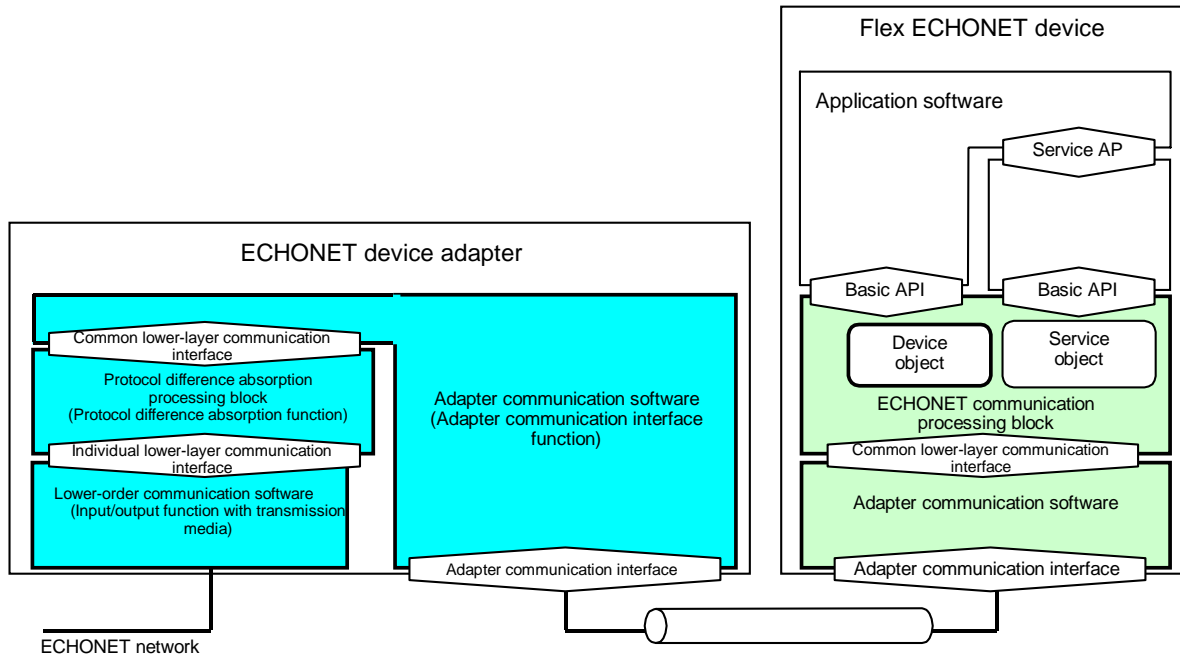 Flex ECHONET device
Application software
Service AP
Basic API
Basic API
Device
object
Service
object
ECHONET communication
processing block
Common lower-layer communication
interface
Adapter communication software
Adapter communication interface
ECHONET device adapter
Common lower-layer communication
interface
Protocol difference absorption
processing block
(Protocol difference absorption function)
Individual lower-layer communication
interface
Lower-order communication software
(Input/output function with transmission
media)
Adapter communication software
(Adapter communication interface
function)
Adapter communication interface
ECHONET network